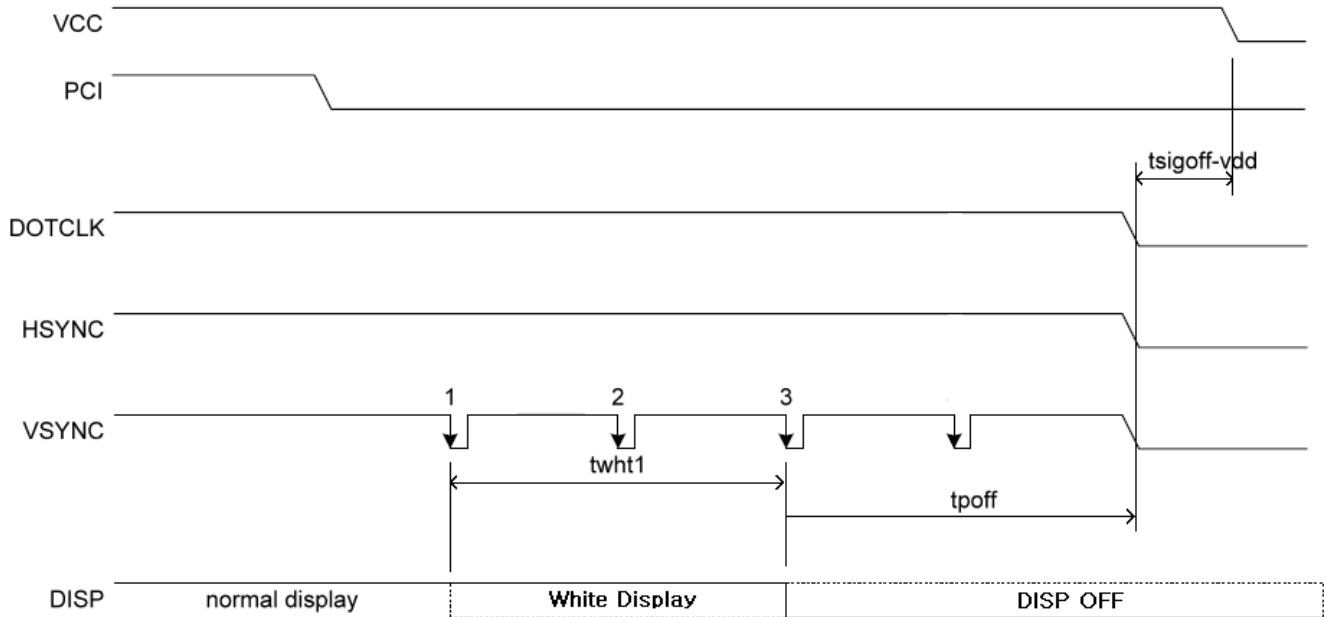 VCC
PCI
tsigoff-vdd
DOTCLK
HSYNC
1 2 3
VSYNC
twht1
tpoff
DISP normal display White Display DISP OFF